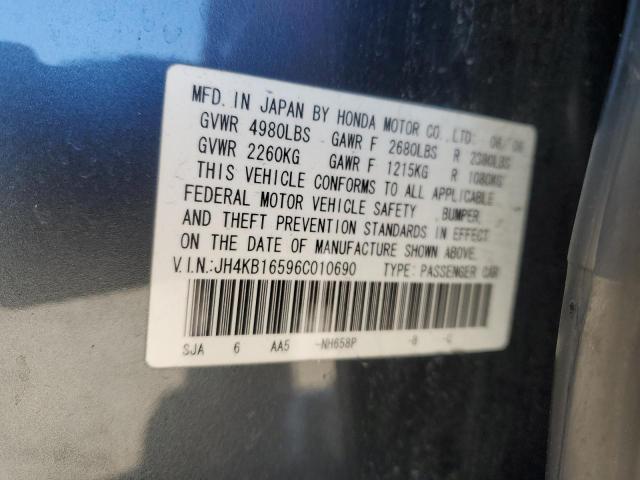 MFD. IN JAPAN BY HONDA MOTOR CO.,LTD. 06/06
GVWR 4980LBS GAWR F 2680LBS R 2380LBS
GVWR 2260KG GAWR F 1215KG R 1080KG
THIS VEHICLE CONFORMS TO ALL APPLICABLE
FEDERAL MOTOR VEHICLE SAFETY , BUMPER,
AND THEFT PREVENTION STANDARDS IN EFFECT
ON THE DATE OF MANUFACTURE SHOWN ABOVE.
V.I.N.:JH4KB16596C010690 TYPE: PASSENGER CAR
SJA 6 AA5 -NH658P -B -C